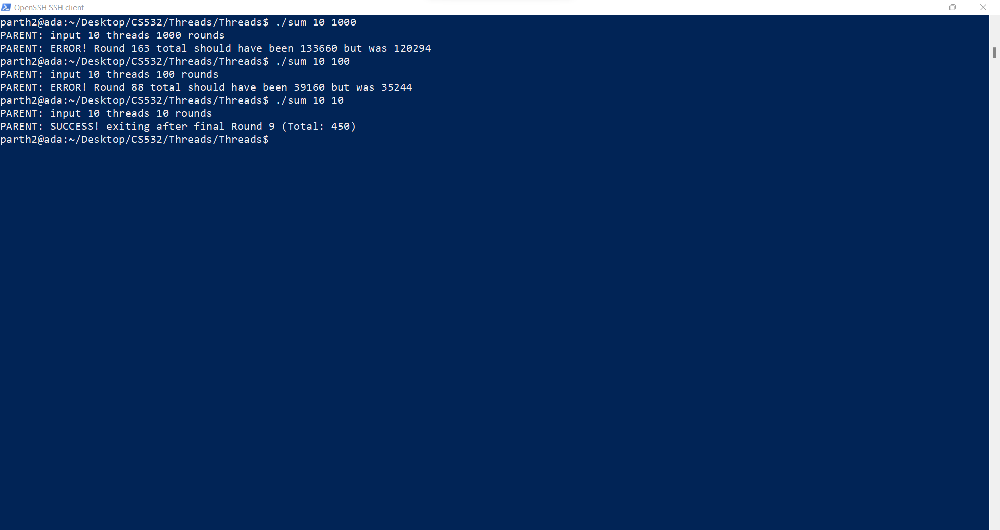 OpenSSH SSH client
parth2@ada:~/Desktop/CS532/Threads/Threads$ ./sum 10 1000
PARENT: input 10 threads 1000 rounds
PARENT: ERROR! Round 163 total should have been 133660 but was 120294
parth2@ada:~/Desktop/CS532/Threads/Threads$ ./sum 10 100
PARENT: input 10 threads 100 rounds
PARENT: ERROR! Round 88 total should have been 39160 but was 35244
parth2@ada:~/Desktop/CS532/Threads/Threads$ ./sum 10 10
PARENT: input 10 threads 10 rounds
PARENT: SUCCESS! exiting after final Round 9 (Total: 450)
parth2@ada:~/Desktop/CS532/Threads/Threads$